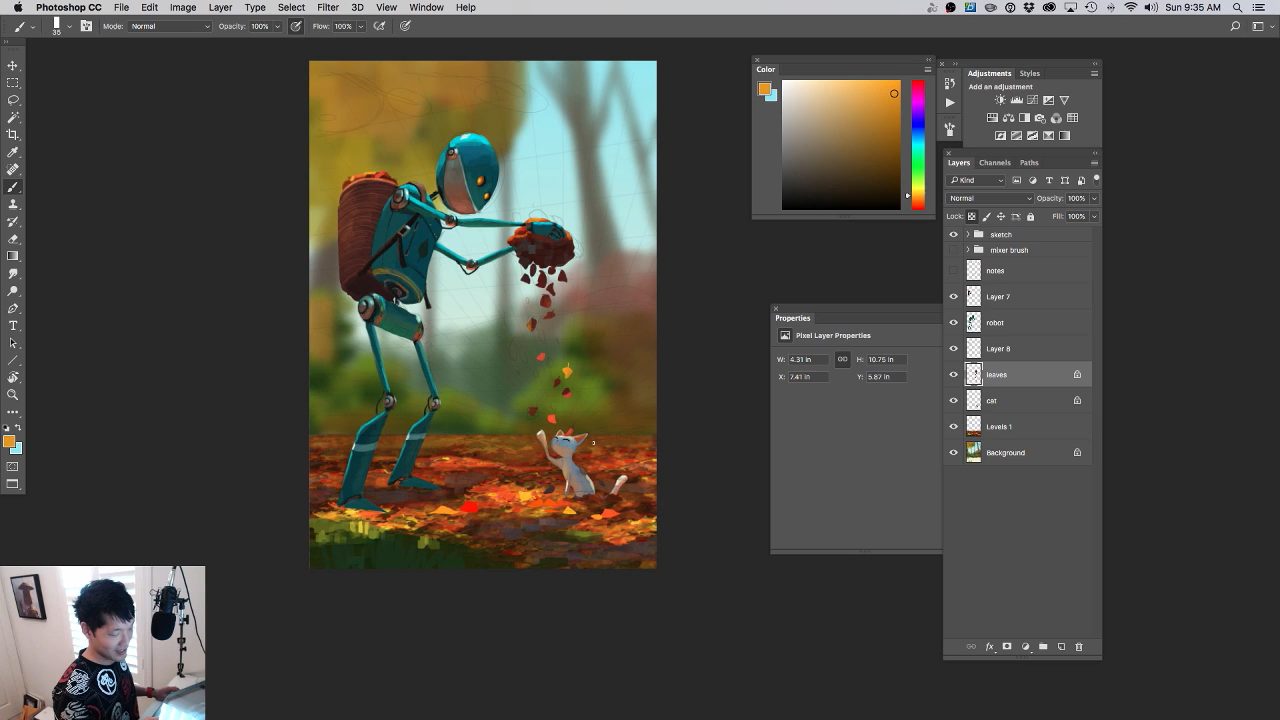 Photoshop CC File Edit Image Layer Type Select Filter 3D View Window Help Sun 9:35 AM
35 Mode: Normal Opacity: 100% Flow: 100%
Color
Adjustments Styles
Add an adjustment
Layers Channels Paths
Kind
Normal Opacity: 100%
Lock: Fill: 100%
sketch
mixer brush
notes
Layer 7
robot
Layer 8
leaves
cat
Levels 1
Background
Properties
Pixel Layer Properties
W: 4.31 in H: 10.75 in
X: 7.41 in Y: 5.87 in
fx